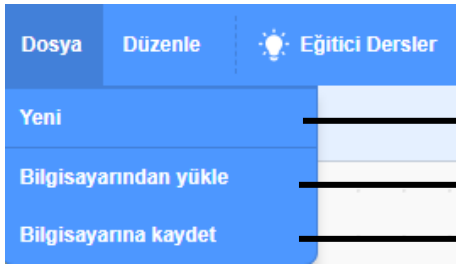 Dosya Düzenle Eğitici Dersler
Yeni
Bilgisayarından yükle
Bilgisayarına kaydet